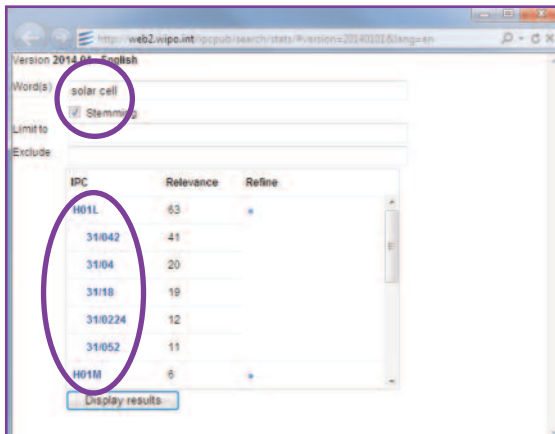 http://web2.wipo.int/ipcpub/search/stats/#version=20140101&lang=en
Version 2014.01 - English
Word(s) solar cell
Stemming
Limit to
Exclude
IPC Relevance Refine
H01L 63
31/042 41
31/04 20
31/18 19
31/0224 12
31/052 11
H01M 6
Display results